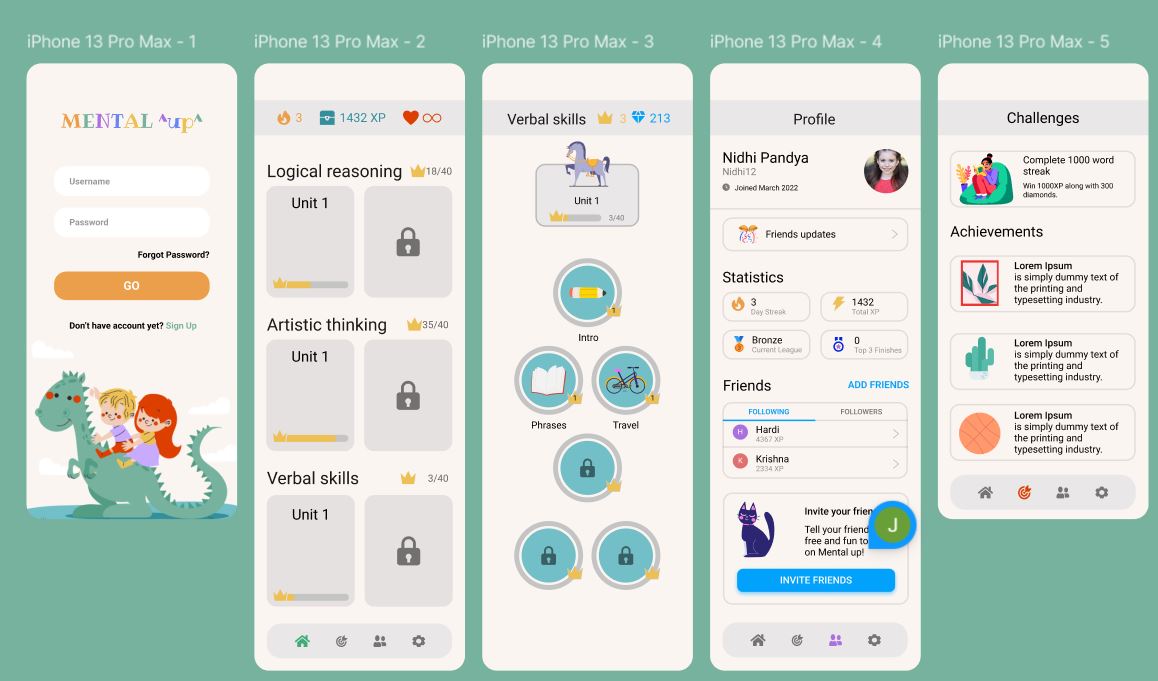 iPhone 13 Pro Max - 1
MENTAL ^up^
Username
Password
Forgot Password?
GO
Don't have account yet? Sign Up
iPhone 13 Pro Max - 2
3
1432 XP
Logical reasoning
18/40
Unit 1
Artistic thinking
35/40
Unit 1
Verbal skills
3/40
Unit 1
iPhone 13 Pro Max - 3
Verbal skills
3
213
Unit 1
3/40
1
Intro
1
1
Phrases
Travel
iPhone 13 Pro Max - 4
Profile
Nidhi Pandya
Nidhi12
Joined March 2022
Friends updates
Statistics
3
Day Streak
1432
Total XP
Bronze
Current League
0
Top 3 Finishes
Friends
ADD FRIENDS
FOLLOWING
FOLLOWERS
H
Hardi
4367 XP
K
Krishna
2334 XP
Invite your frien
Tell your friend
free and fun to
on Mental up!
J
INVITE FRIENDS
iPhone 13 Pro Max - 5
Challenges
Complete 1000 word
streak
Win 1000XP along with 300
diamonds.
Achievements
Lorem Ipsum
is simply dummy text of
the printing and
typesetting industry.
Lorem Ipsum
is simply dummy text of
the printing and
typesetting industry.
Lorem Ipsum
is simply dummy text of
the printing and
typesetting industry.